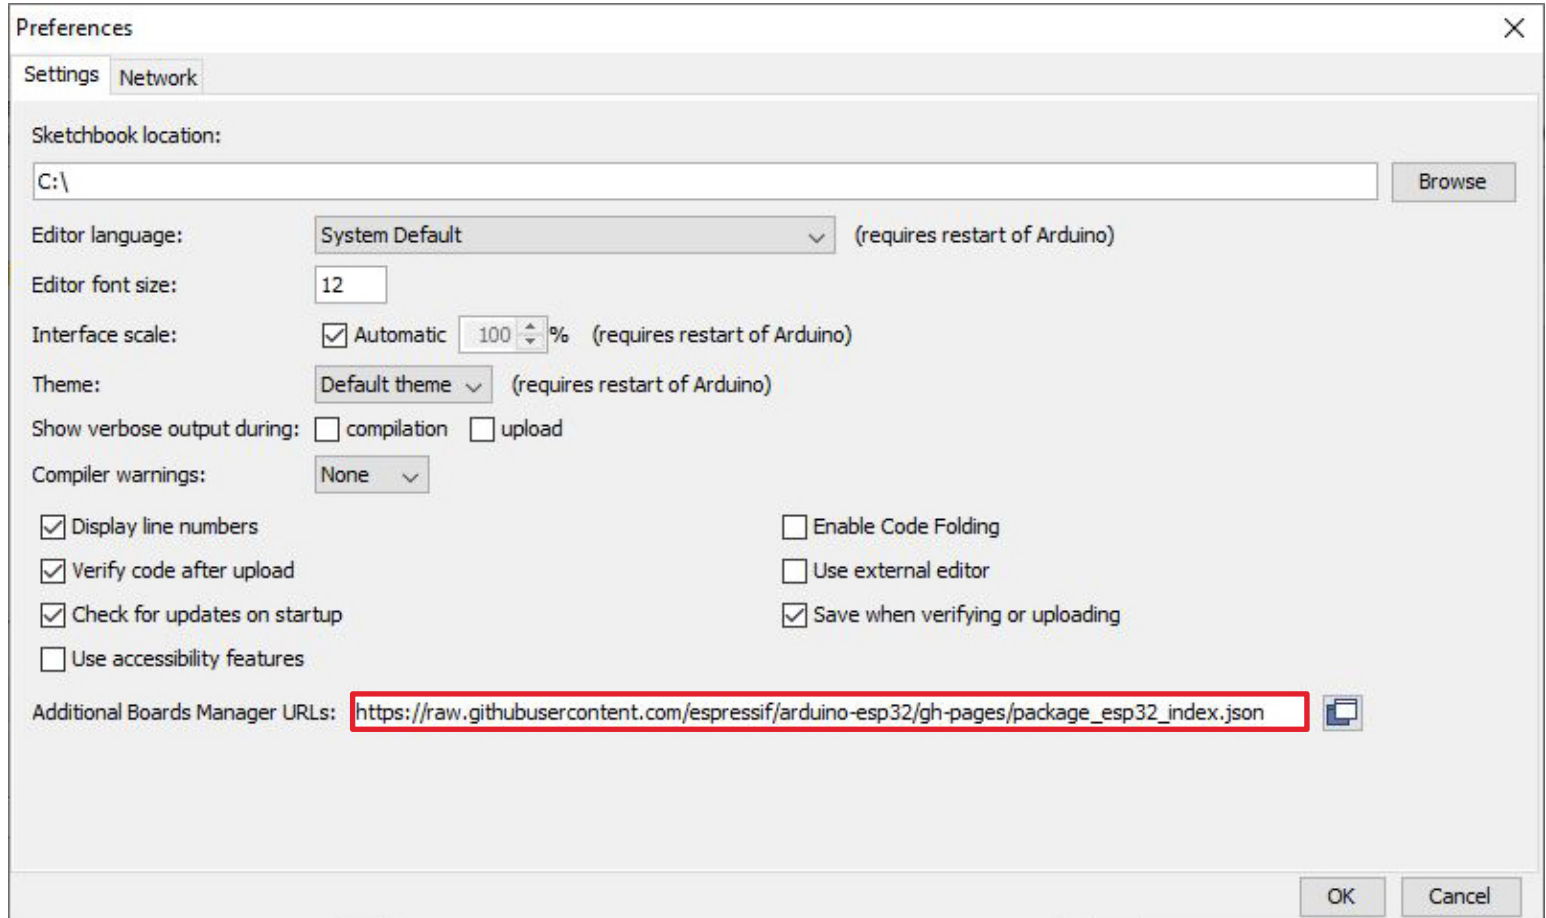 Preferences
Settings Network
Sketchbook location:
C:\ Browse
Editor language: System Default (requires restart of Arduino)
Editor font size: 12
Interface scale: Automatic 100 % (requires restart of Arduino)
Theme: Default theme (requires restart of Arduino)
Show verbose output during: compilation upload
Compiler warnings: None
Display line numbers Enable Code Folding
Verify code after upload Use external editor
Check for updates on startup Save when verifying or uploading
Use accessibility features
Additional Boards Manager URLs: https://raw.githubusercontent.com/espressif/arduino-esp32/gh-pages/package_esp32_index.json
OK Cancel